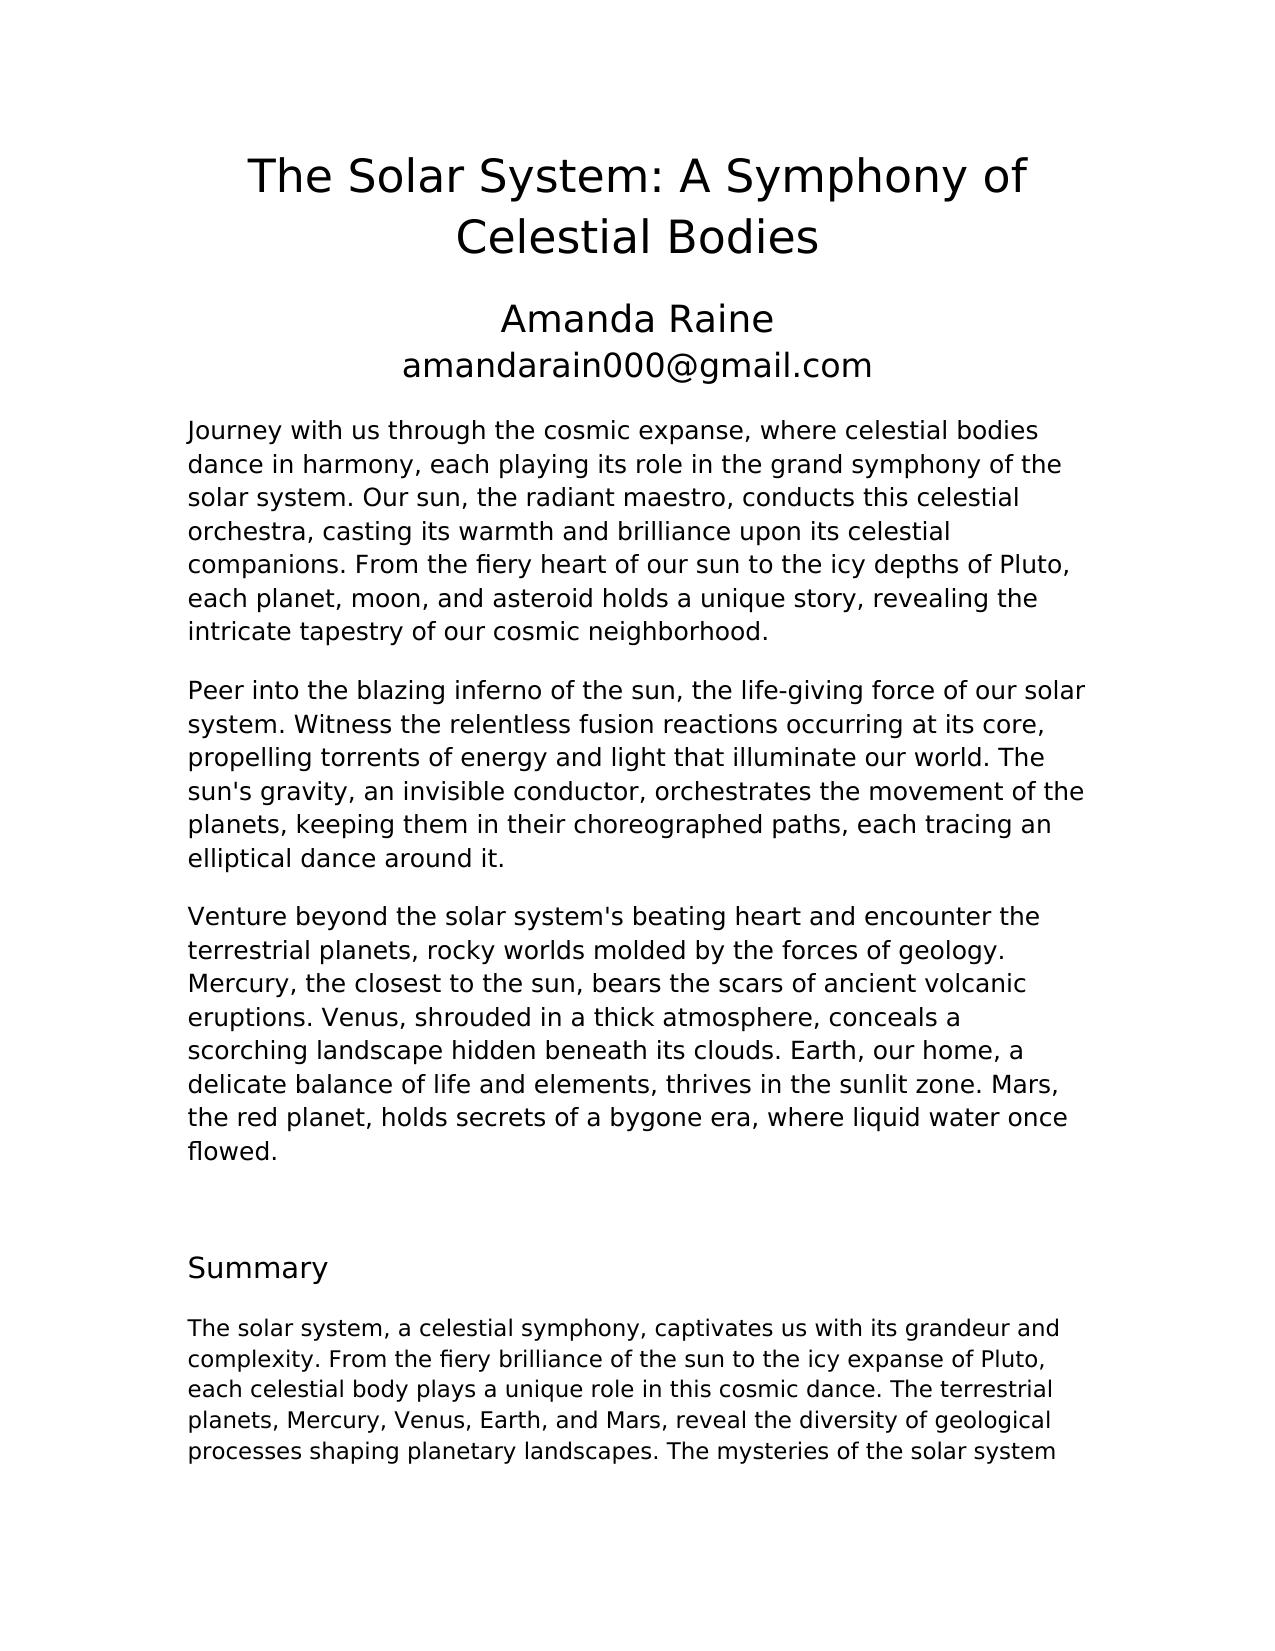 The Solar System: A Symphony of
Celestial Bodies
Amanda Raine
amandarain000@gmail.com
Journey with us through the cosmic expanse, where celestial bodies
dance in harmony, each playing its role in the grand symphony of the
solar system. Our sun, the radiant maestro, conducts this celestial
orchestra, casting its warmth and brilliance upon its celestial
companions. From the fiery heart of our sun to the icy depths of Pluto,
each planet, moon, and asteroid holds a unique story, revealing the
intricate tapestry of our cosmic neighborhood.
Peer into the blazing inferno of the sun, the life-giving force of our solar
system. Witness the relentless fusion reactions occurring at its core,
propelling torrents of energy and light that illuminate our world. The
sun's gravity, an invisible conductor, orchestrates the movement of the
planets, keeping them in their choreographed paths, each tracing an
elliptical dance around it.
Venture beyond the solar system's beating heart and encounter the
terrestrial planets, rocky worlds molded by the forces of geology.
Mercury, the closest to the sun, bears the scars of ancient volcanic
eruptions. Venus, shrouded in a thick atmosphere, conceals a
scorching landscape hidden beneath its clouds. Earth, our home, a
delicate balance of life and elements, thrives in the sunlit zone. Mars,
the red planet, holds secrets of a bygone era, where liquid water once
flowed.
Summary
The solar system, a celestial symphony, captivates us with its grandeur and
complexity. From the fiery brilliance of the sun to the icy expanse of Pluto,
each celestial body plays a unique role in this cosmic dance. The terrestrial
planets, Mercury, Venus, Earth, and Mars, reveal the diversity of geological
processes shaping planetary landscapes. The mysteries of the solar system